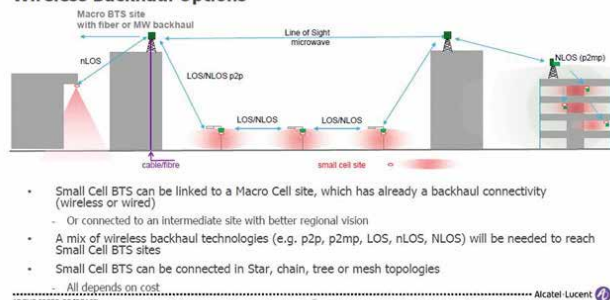 Wireless Backhaul Options
Macro BTS site
with fiber or MW backhaul
Line of Sight
microwave
nLOS
NLOS (p2mp)
LOS/NLOS p2p
LOS/NLOS
LOS/NLOS
cable/fibre
small cell site
• Small Cell BTS can be linked to a Macro Cell site, which has already a backhaul connectivity
(wireless or wired)
- Or connected to an intermediate site with better regional vision
• A mix of wireless backhaul technologies (e.g. p2p, p2mp, LOS, nLOS, NLOS) will be needed to reach
Small Cell BTS sites
• Small Cell BTS can be connected in Star, chain, tree or mesh topologies
- All depends on cost
Alcatel·Lucent